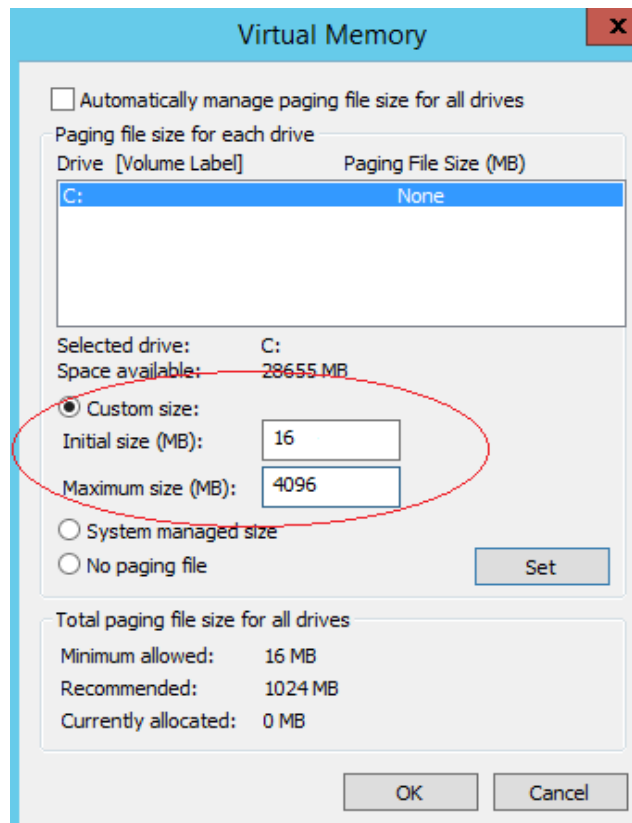 Virtual Memory
x
Automatically manage paging file size for all drives
Paging file size for each drive
Drive [Volume Label] Paging File Size (MB)
C: None
Selected drive: C:
Space available: 28655 MB
Custom size:
Initial size (MB): 16
Maximum size (MB): 4096
System managed size
No paging file
Set
Total paging file size for all drives
Minimum allowed: 16 MB
Recommended: 1024 MB
Currently allocated: 0 MB
OK Cancel